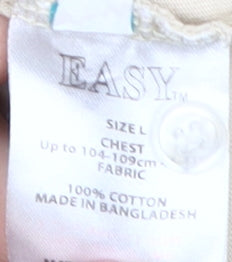 EASY™
SIZE L
CHEST
Up to 104-109cm -
FABRIC
100% COTTON
MADE IN BANGLADESH